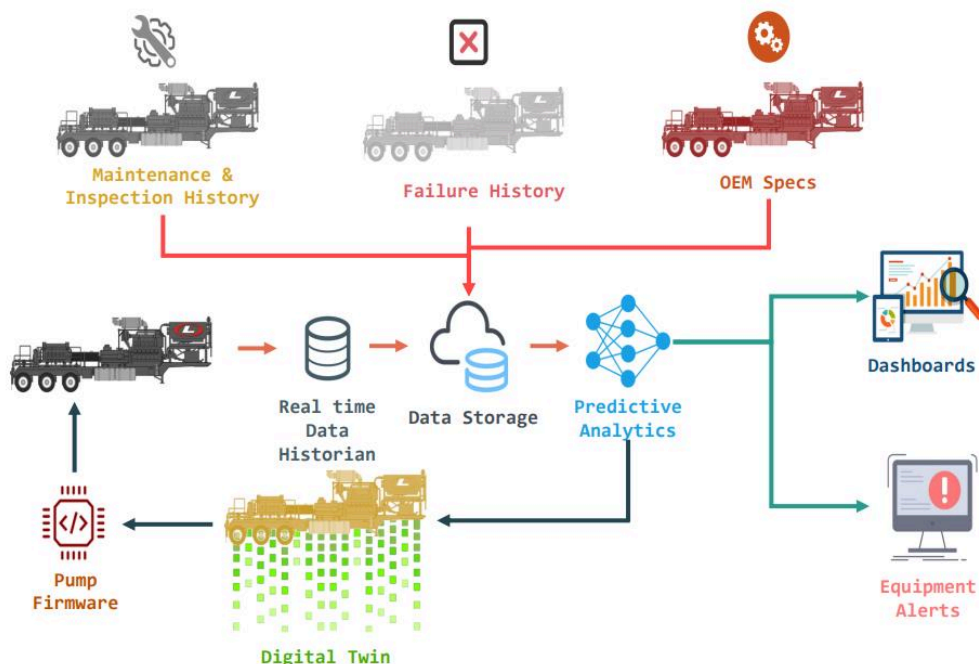 Maintenance &
Inspection History
Failure History
OEM Specs
Dashboards
Real time
Data
Historian
Data Storage
Predictive
Analytics
Pump
Firmware
Equipment
Alerts
Digital Twin